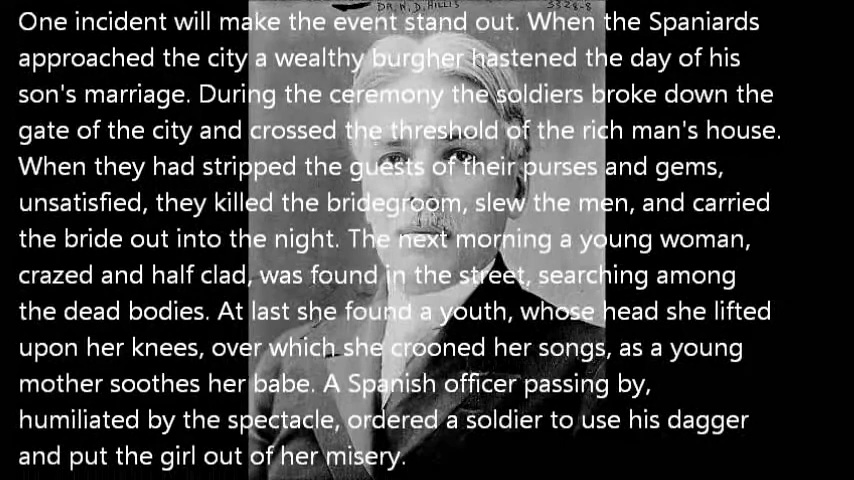 DR. N. D. HILLIS 3328-8
One incident will make the event stand out. When the Spaniards
approached the city a wealthy burgher hastened the day of his
son's marriage. During the ceremony the soldiers broke down the
gate of the city and crossed the threshold of the rich man's house.
When they had stripped the guests of their purses and gems,
unsatisfied, they killed the bridegroom, slew the men, and carried
the bride out into the night. The next morning a young woman,
crazed and half clad, was found in the street, searching among
the dead bodies. At last she found a youth, whose head she lifted
upon her knees, over which she crooned her songs, as a young
mother soothes her babe. A Spanish officer passing by,
humiliated by the spectacle, ordered a soldier to use his dagger
and put the girl out of her misery.